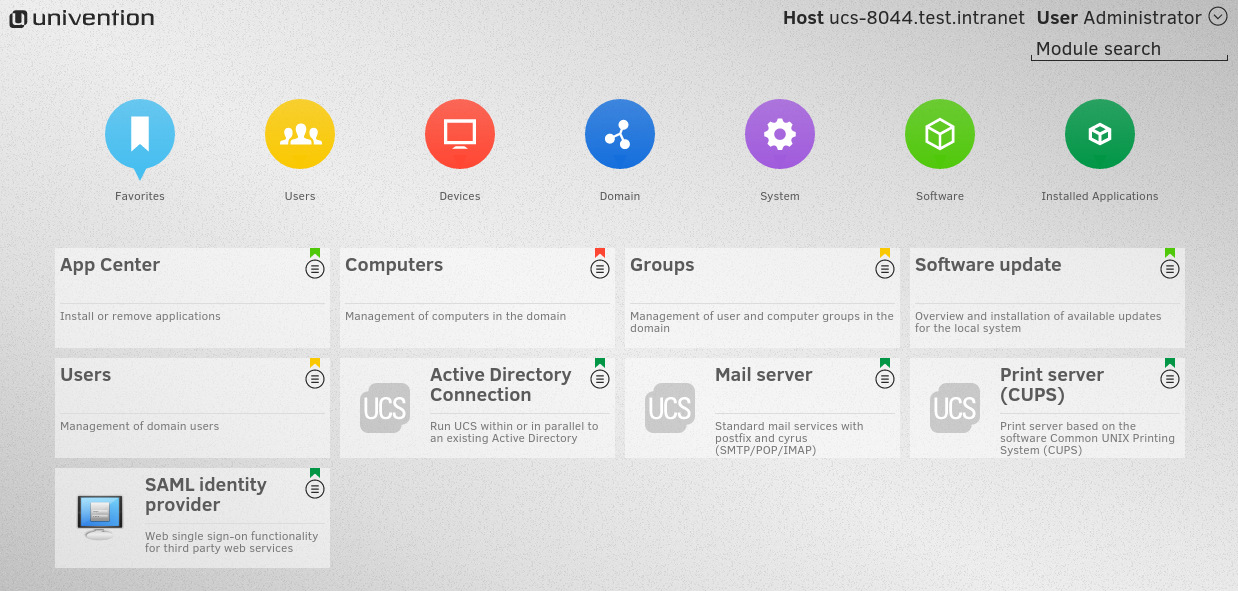 univention
Host ucs-8044.test.intranet User Administrator
Module search
Favorites
Users
Devices
Domain
System
Software
Installed Applications
App Center
Install or remove applications
Computers
Management of computers in the domain
Groups
Management of user and computer groups in the
domain
Software update
Overview and installation of available updates
for the local system
Users
Management of domain users
UCS
Active Directory
Connection
Run UCS within or in parallel to
an existing Active Directory
UCS
Mail server
Standard mail services with
postfix and cyrus
(SMTP/POP/IMAP)
UCS
Print server
(CUPS)
Print server based on the
software Common UNIX Printing
System (CUPS)
SAML identity
provider
Web single sign-on functionality
for third party web services